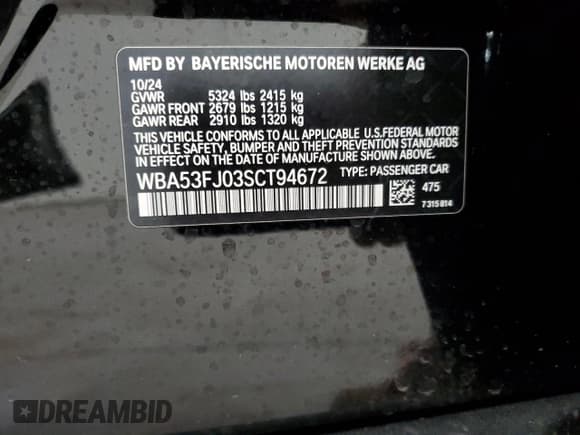 MFD BY BAYERISCHE MOTOREN WERKE AG
10/24
GVWR 5324 lbs 2415 kg
GAWR FRONT 2679 lbs 1215 kg
GAWR REAR 2910 lbs 1320 kg
THIS VEHICLE CONFORMS TO ALL APPLICABLE U.S.FEDERAL MOTOR
VEHICLE SAFETY, BUMPER AND THEFT PREVENTION STANDARDS
IN EFFECT ON THE DATE OF MANUFACTURE SHOWN ABOVE.
WBA53FJ03SCT94672 TYPE: PASSENGER CAR
475
7315814
DREAMBID